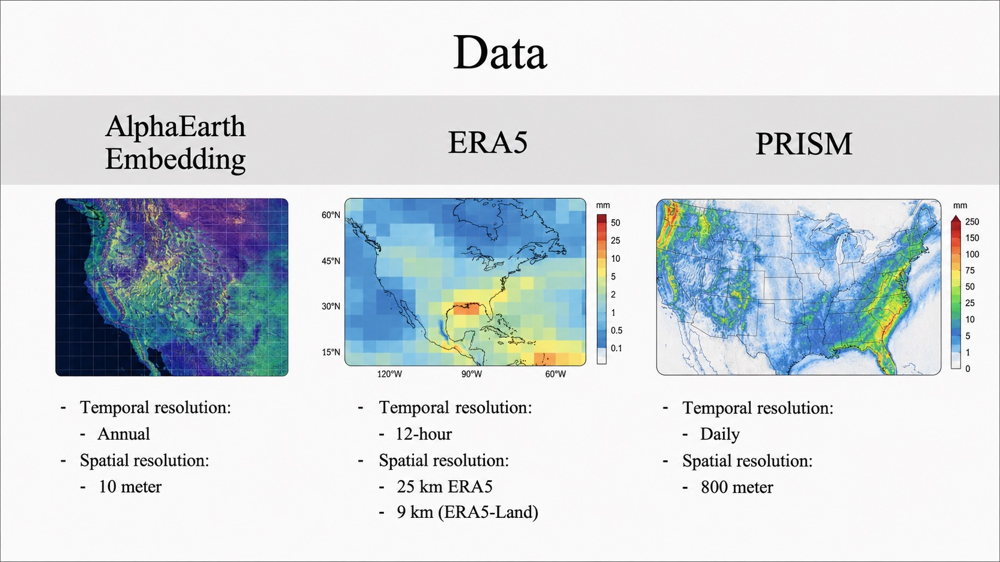 Data
AlphaEarth
Embedding
ERA5
PRISM
60°N
45°N
30°N
15°N
120°W
90°W
60°W
mm
50
25
10
5
2
1
0.5
0.1
mm
250
150
100
75
50
25
10
5
1
0
- Temporal resolution:
- Annual
- Spatial resolution:
- 10 meter
- Temporal resolution:
- 12-hour
- Spatial resolution:
- 25 km ERA5
- 9 km (ERA5-Land)
- Temporal resolution:
- Daily
- Spatial resolution:
- 800 meter